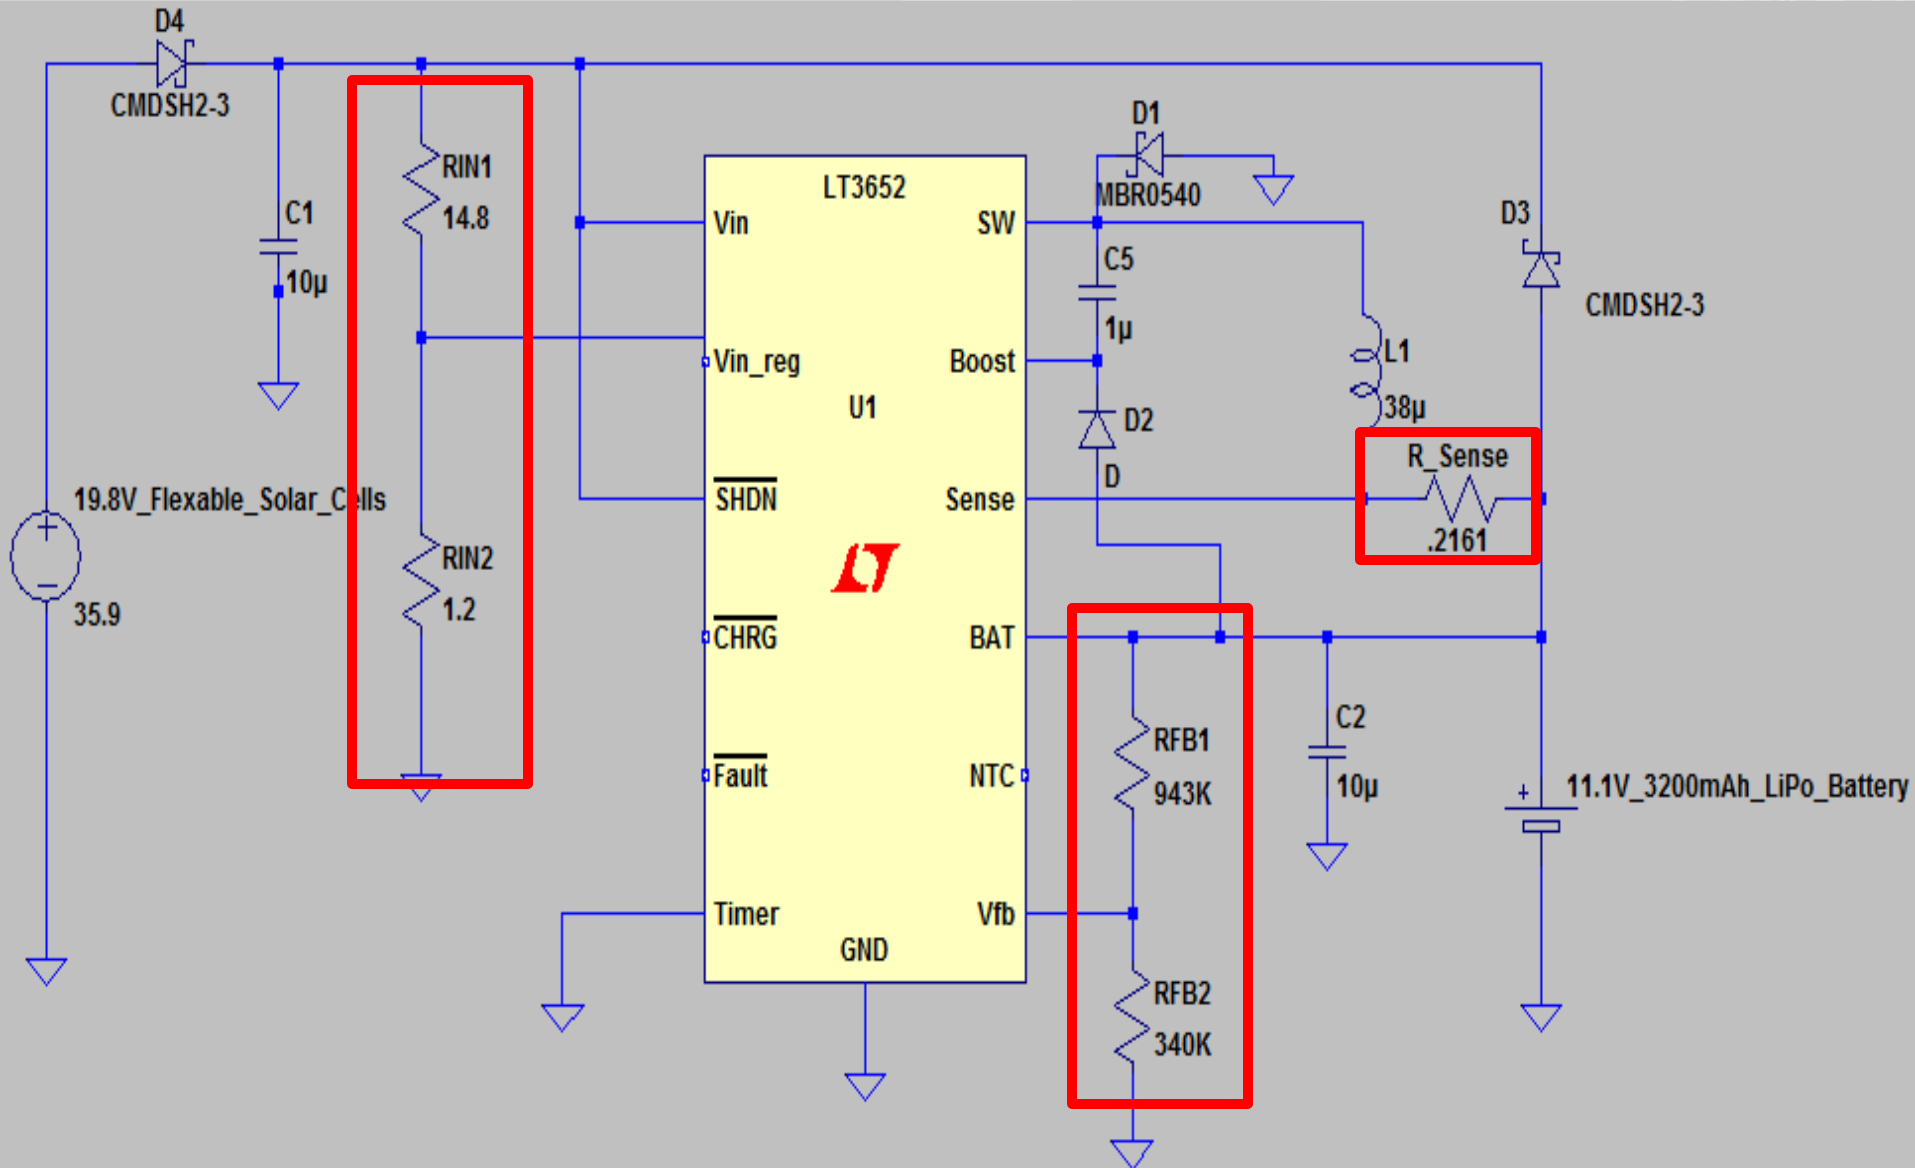 D4
CMDSH2-3
RIN1
14.8
C1
10µ
19.8V_Flexable_Solar_Cells
35.9
RIN2
1.2
LT3652
Vin
Vin_reg
U1
SHDN
CHRG
Fault
Timer
GND
SW
Boost
Sense
BAT
NTC
Vfb
D1
MBR0540
C5
1µ
D2
D
L1
38µ
D3
CMDSH2-3
R_Sense
.2161
RFB1
943K
RFB2
340K
C2
10µ
11.1V_3200mAh_LiPo_Battery